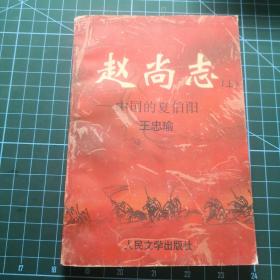 赵尚志（上）
——中国的夏伯阳
王忠瑜
人民文学出版社